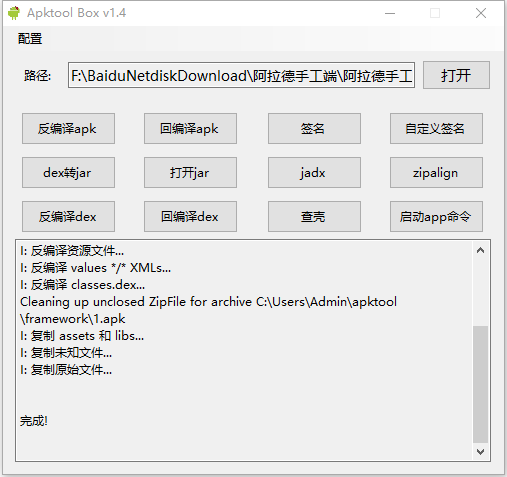 Apktool Box v1.4
配置
路径: F:\BaiduNetdiskDownload\阿拉德手工端\阿拉德手工 打开
反编译apk 回编译apk 签名 自定义签名
dex转jar 打开jar jadx zipalign
反编译dex 回编译dex 查壳 启动app命令
I: 反编译资源文件...
I: 反编译 values */* XMLs...
I: 反编译 classes.dex...
Cleaning up unclosed ZipFile for archive C:\Users\Admin\apktool
\framework\1.apk
I: 复制 assets 和 libs...
I: 复制未知文件...
I: 复制原始文件...
完成!